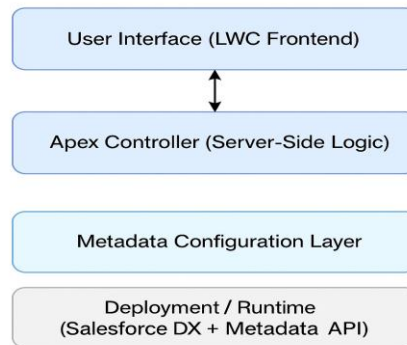 User Interface (LWC Frontend)
Apex Controller (Server-Side Logic)
Metadata Configuration Layer
Deployment / Runtime
(Salesforce DX + Metadata API)